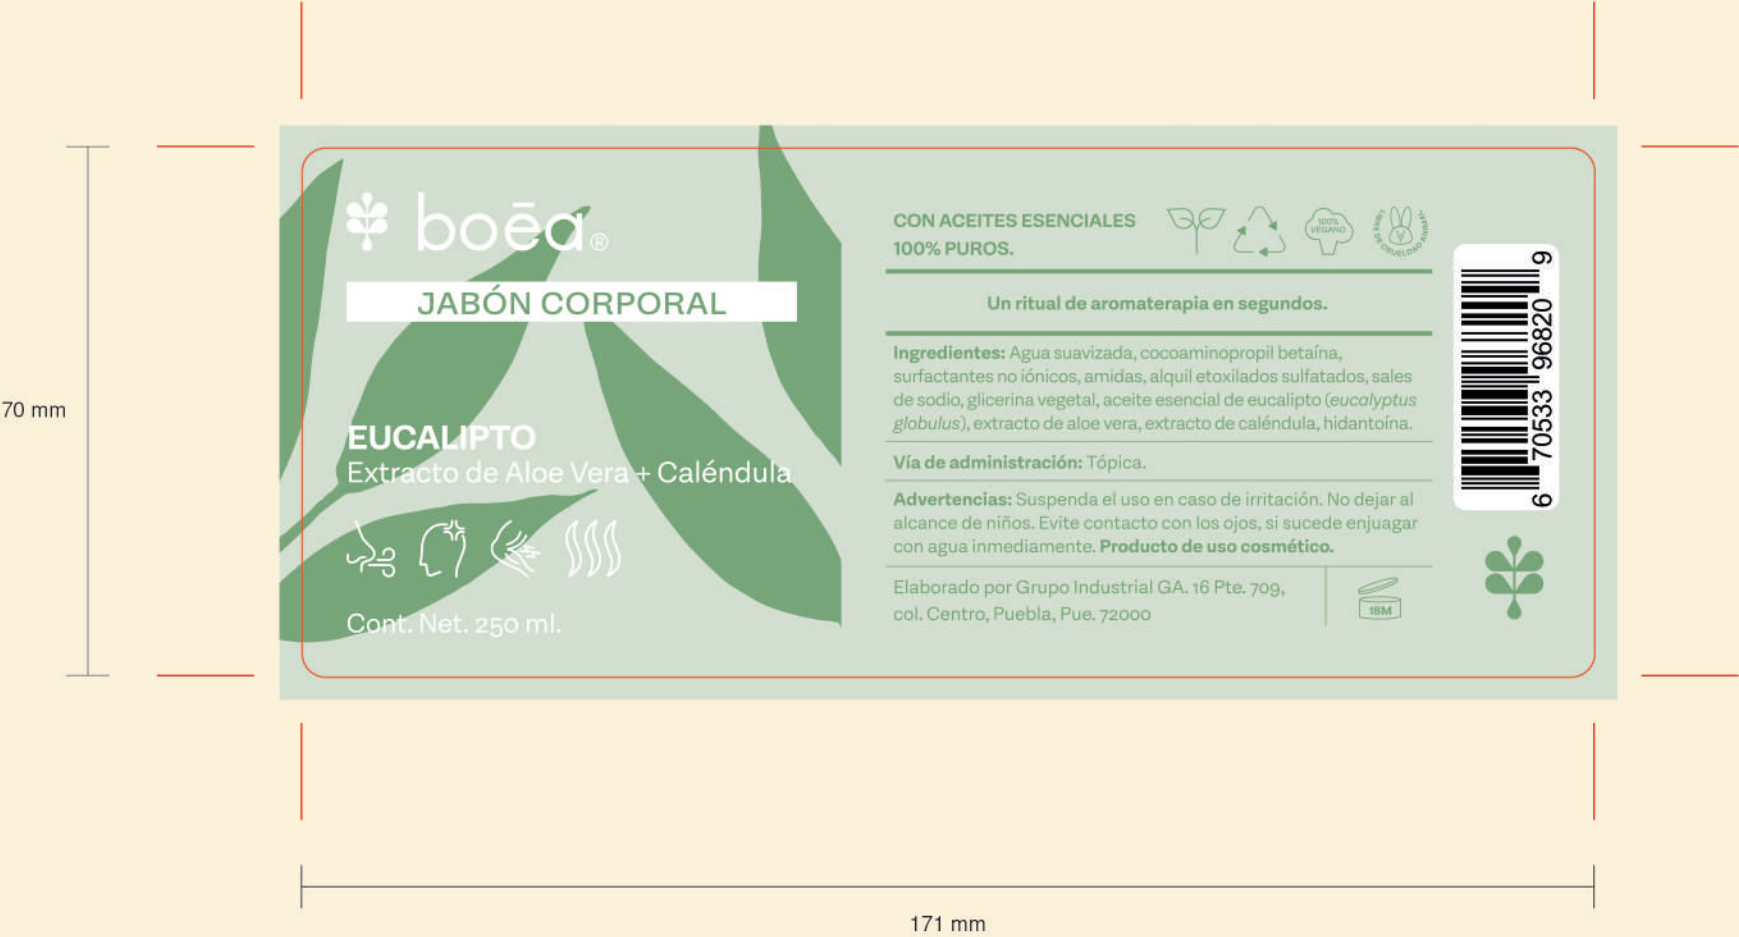 boēa®
JABÓN CORPORAL
EUCALIPTO
Extracto de Aloe Vera + Caléndula
Cont. Net. 250 ml.
CON ACEITES ESENCIALES
100% PUROS.
100%
VEGANO
LIBRE DE CRUELDAD ANIMAL
Un ritual de aromaterapia en segundos.
Ingredientes: Agua suavizada, cocoaminopropil betaína,
surfactantes no iónicos, amidas, alquil etoxilados sulfatados, sales
de sodio, glicerina vegetal, aceite esencial de eucalipto (eucalyptus
globulus), extracto de aloe vera, extracto de caléndula, hidantoína.
Vía de administración: Tópica.
Advertencias: Suspenda el uso en caso de irritación. No dejar al
alcance de niños. Evite contacto con los ojos, si sucede enjuagar
con agua inmediamente. Producto de uso cosmético.
Elaborado por Grupo Industrial GA. 16 Pte. 709,
col. Centro, Puebla, Pue. 72000
18M
6 70533 96820 9
70 mm
171 mm